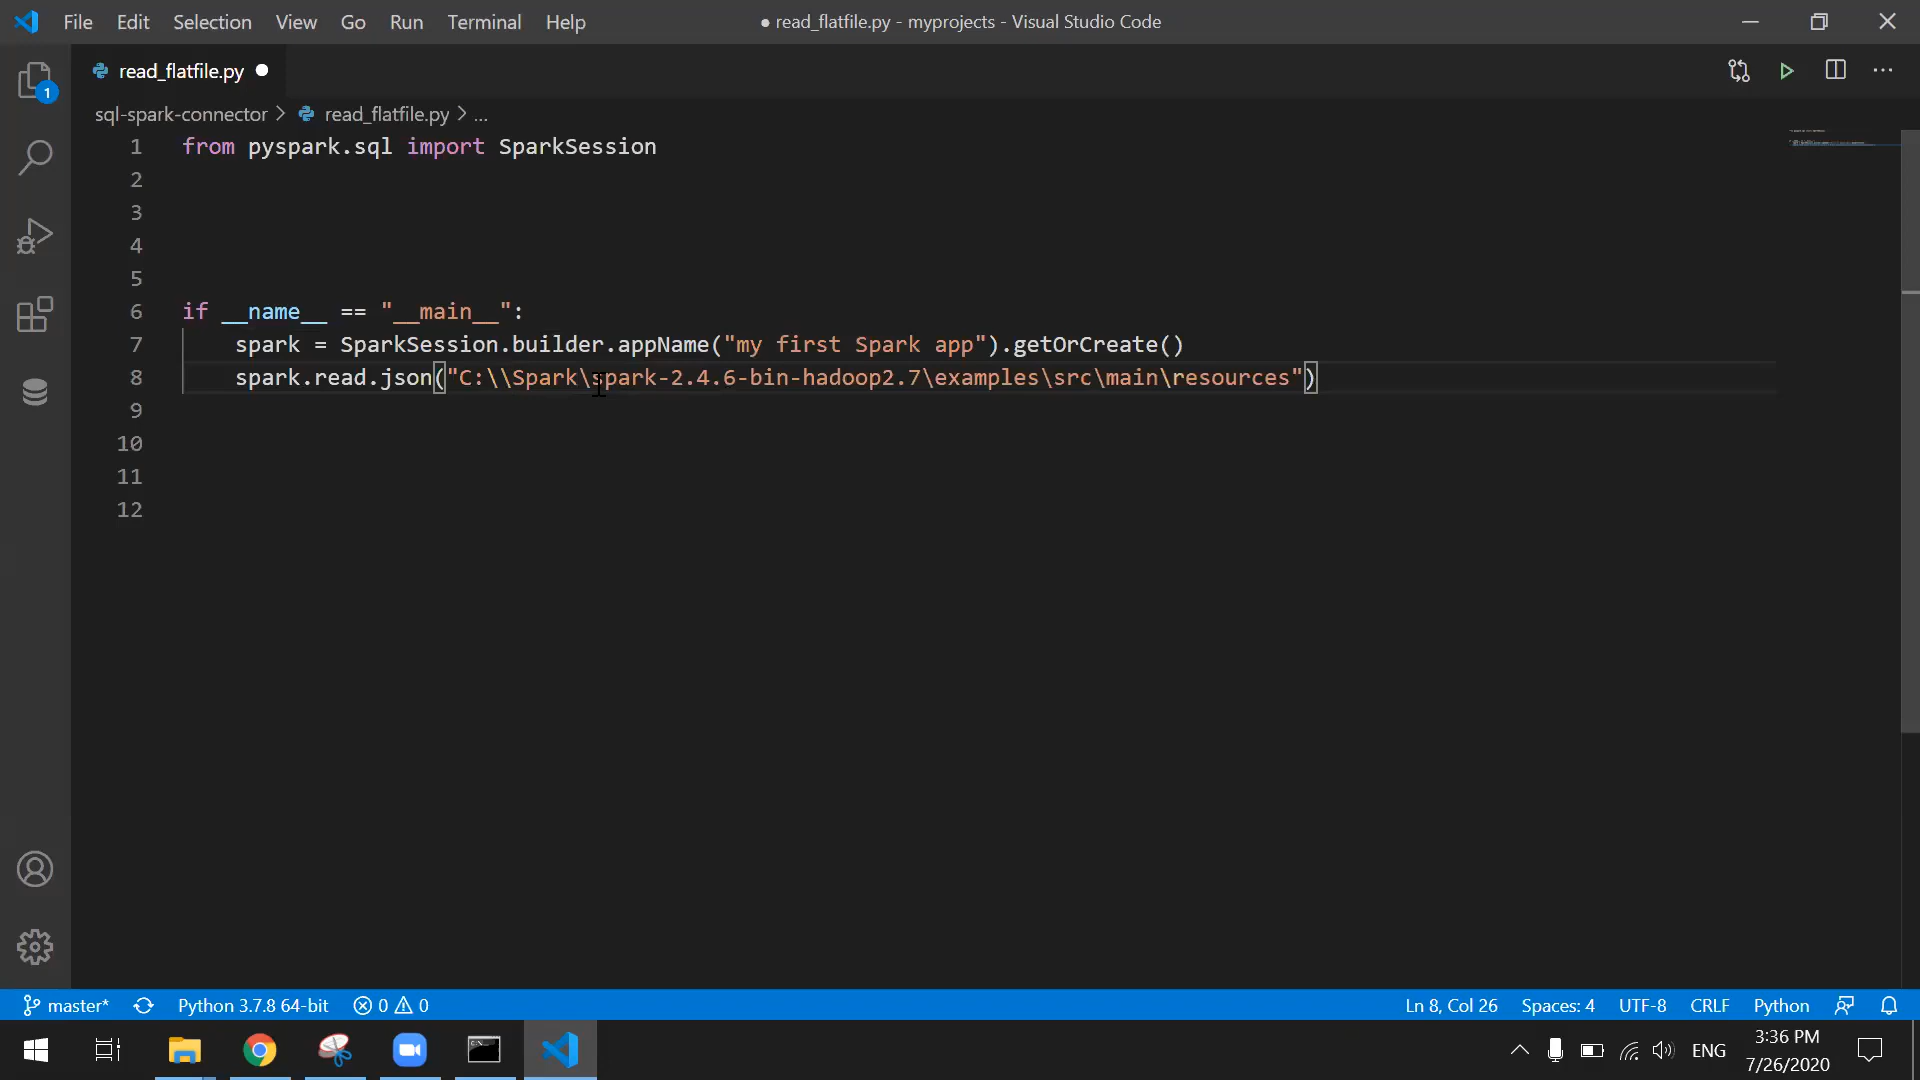 File Edit Selection View Go Run Terminal Help ● read_flatfile.py - myprojects - Visual Studio Code
read_flatfile.py
1
sql-spark-connector > read_flatfile.py > ...
1 from pyspark.sql import SparkSession
2
3
4
5
6 if __name__ == "__main__":
7 spark = SparkSession.builder.appName("my first Spark app").getOrCreate()
8 spark.read.json("C:\\Spark\spark-2.4.6-bin-hadoop2.7\examples\src\main\resources")
9
10
11
12
master* Python 3.7.8 64-bit 0 0 Ln 8, Col 26 Spaces: 4 UTF-8 CRLF Python
ENG
3:36 PM
7/26/2020